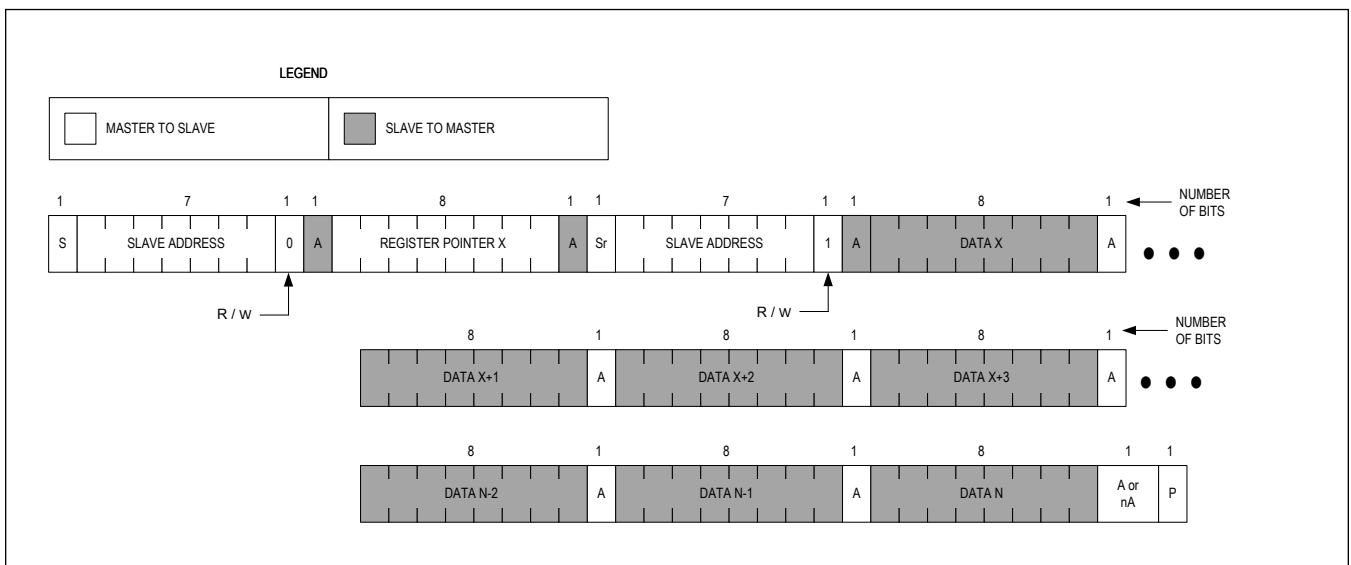 LEGEND
MASTER TO SLAVE SLAVE TO MASTER
1 7 1 1 8 1 1 7 1 1 8 1 NUMBER
OF BITS
S SLAVE ADDRESS 0 A REGISTER POINTER X A Sr SLAVE ADDRESS 1 A DATA X A
R / W R / W
8 1 8 1 8 1 NUMBER
OF BITS
DATA X+1 A DATA X+2 A DATA X+3 A
8 1 8 1 8 1 1
DATA N-2 A DATA N-1 A DATA N A or
nA P